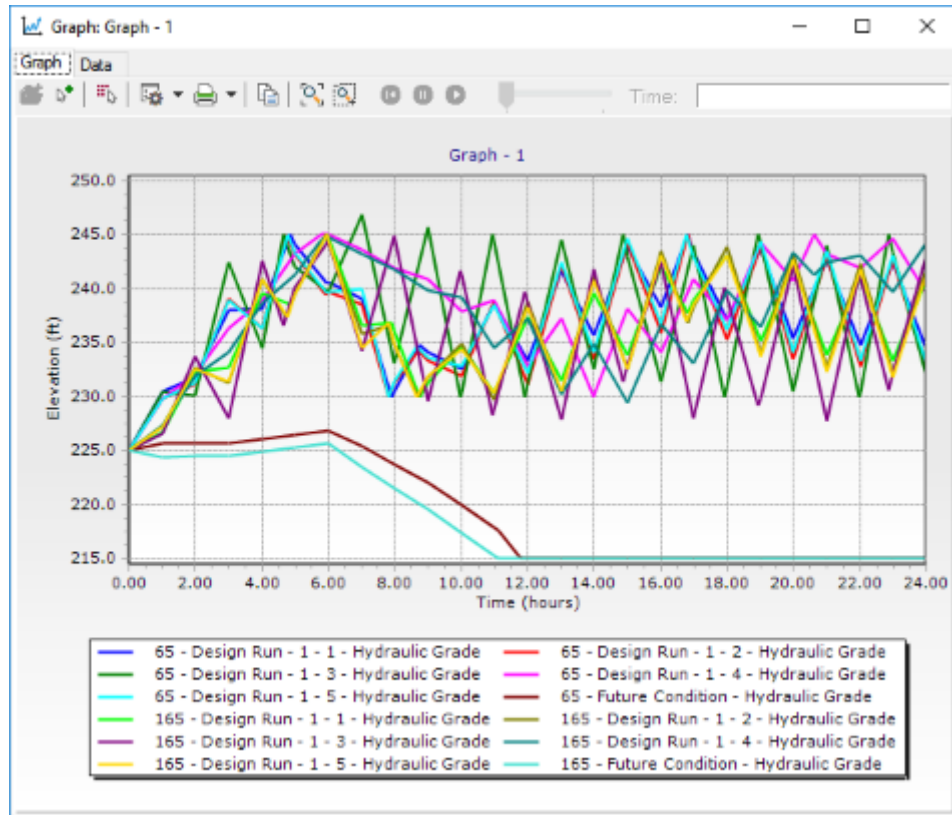 Graph: Graph - 1
Graph Data
Time:
Graph - 1
250.0
245.0
240.0
235.0
230.0
225.0
220.0
215.0
Elevation (ft)
0.00 2.00 4.00 6.00 8.00 10.00 12.00 14.00 16.00 18.00 20.00 22.00 24.00
Time (hours)
65 - Design Run - 1 - 1 - Hydraulic Grade 65 - Design Run - 1 - 2 - Hydraulic Grade
65 - Design Run - 1 - 3 - Hydraulic Grade 65 - Design Run - 1 - 4 - Hydraulic Grade
65 - Design Run - 1 - 5 - Hydraulic Grade 65 - Future Condition - Hydraulic Grade
165 - Design Run - 1 - 1 - Hydraulic Grade 165 - Design Run - 1 - 2 - Hydraulic Grade
165 - Design Run - 1 - 3 - Hydraulic Grade 165 - Design Run - 1 - 4 - Hydraulic Grade
165 - Design Run - 1 - 5 - Hydraulic Grade 165 - Future Condition - Hydraulic Grade